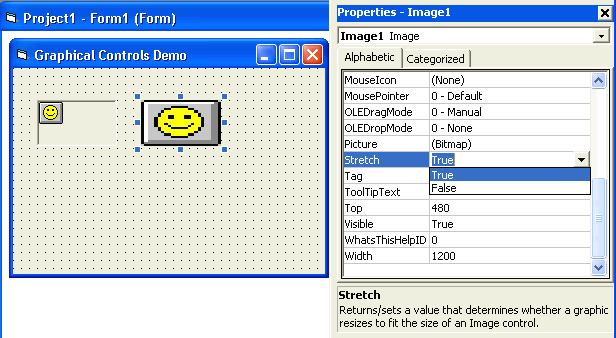 Project1 - Form1 (Form)
Graphical Controls Demo
Properties - Image1
Image1 Image
Alphabetic Categorized
MouseIcon (None)
MousePointer 0 - Default
OLEDragMode 0 - Manual
OLEDropMode 0 - None
Picture (Bitmap)
Stretch True
Tag True
ToolTipText False
Top 480
Visible True
WhatsThisHelpID 0
Width 1200
Stretch
Returns/sets a value that determines whether a graphic
resizes to fit the size of an Image control.